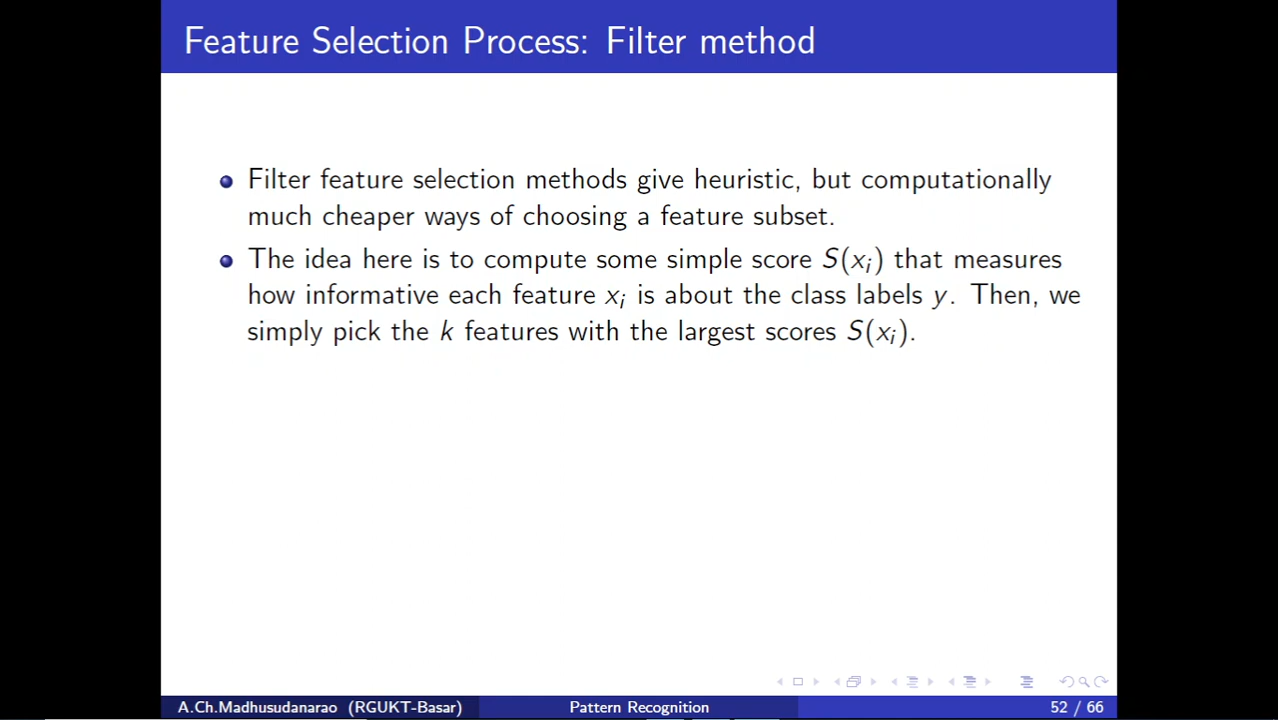 Feature Selection Process: Filter method
Filter feature selection methods give heuristic, but computationally
much cheaper ways of choosing a feature subset.
The idea here is to compute some simple score S(xᵢ) that measures
how informative each feature xᵢ is about the class labels y. Then, we
simply pick the k features with the largest scores S(xᵢ).
A.Ch.Madhusudanarao (RGUKT-Basar) Pattern Recognition 52 / 66